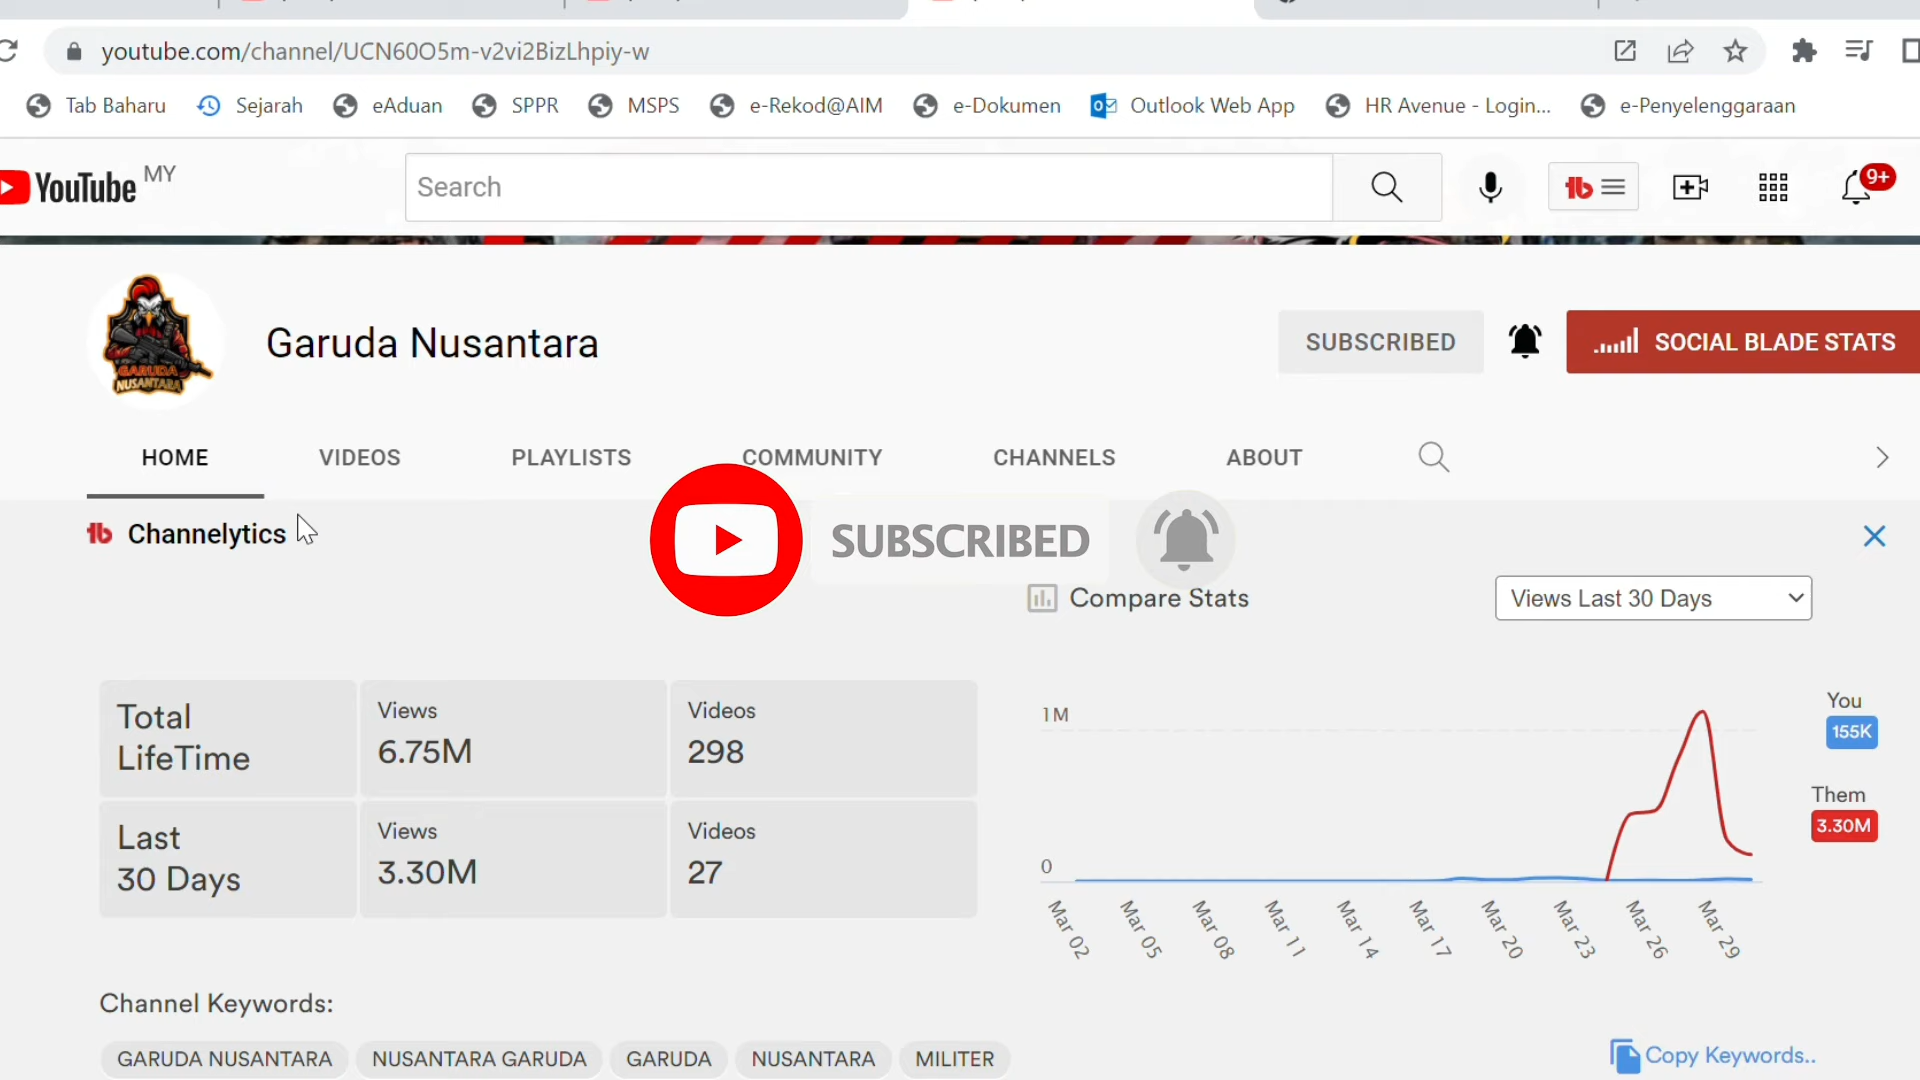 youtube.com/channel/UCN60O5m-v2vi2BizLhpiy-w
Tab Baharu Sejarah eAduan SPPR MSPS e-Rekod@AIM e-Dokumen Outlook Web App HR Avenue - Login... e-Penyelenggaraan
YouTube MY Search 9+
GARUDA
NUSANTARA
Garuda Nusantara SUBSCRIBED SOCIAL BLADE STATS
HOME VIDEOS PLAYLISTS COMMUNITY CHANNELS ABOUT
Channelytics
SUBSCRIBED
Compare Stats Views Last 30 Days
Total LifeTime
Views 6.75M
Videos 298
Last 30 Days
Views 3.30M
Videos 27
1M
0
Mar 02 Mar 05 Mar 08 Mar 11 Mar 14 Mar 17 Mar 20 Mar 23 Mar 26 Mar 29
You
155K
Them
3.30M
Channel Keywords:
GARUDA NUSANTARA NUSANTARA GARUDA GARUDA NUSANTARA MILITER
Copy Keywords..